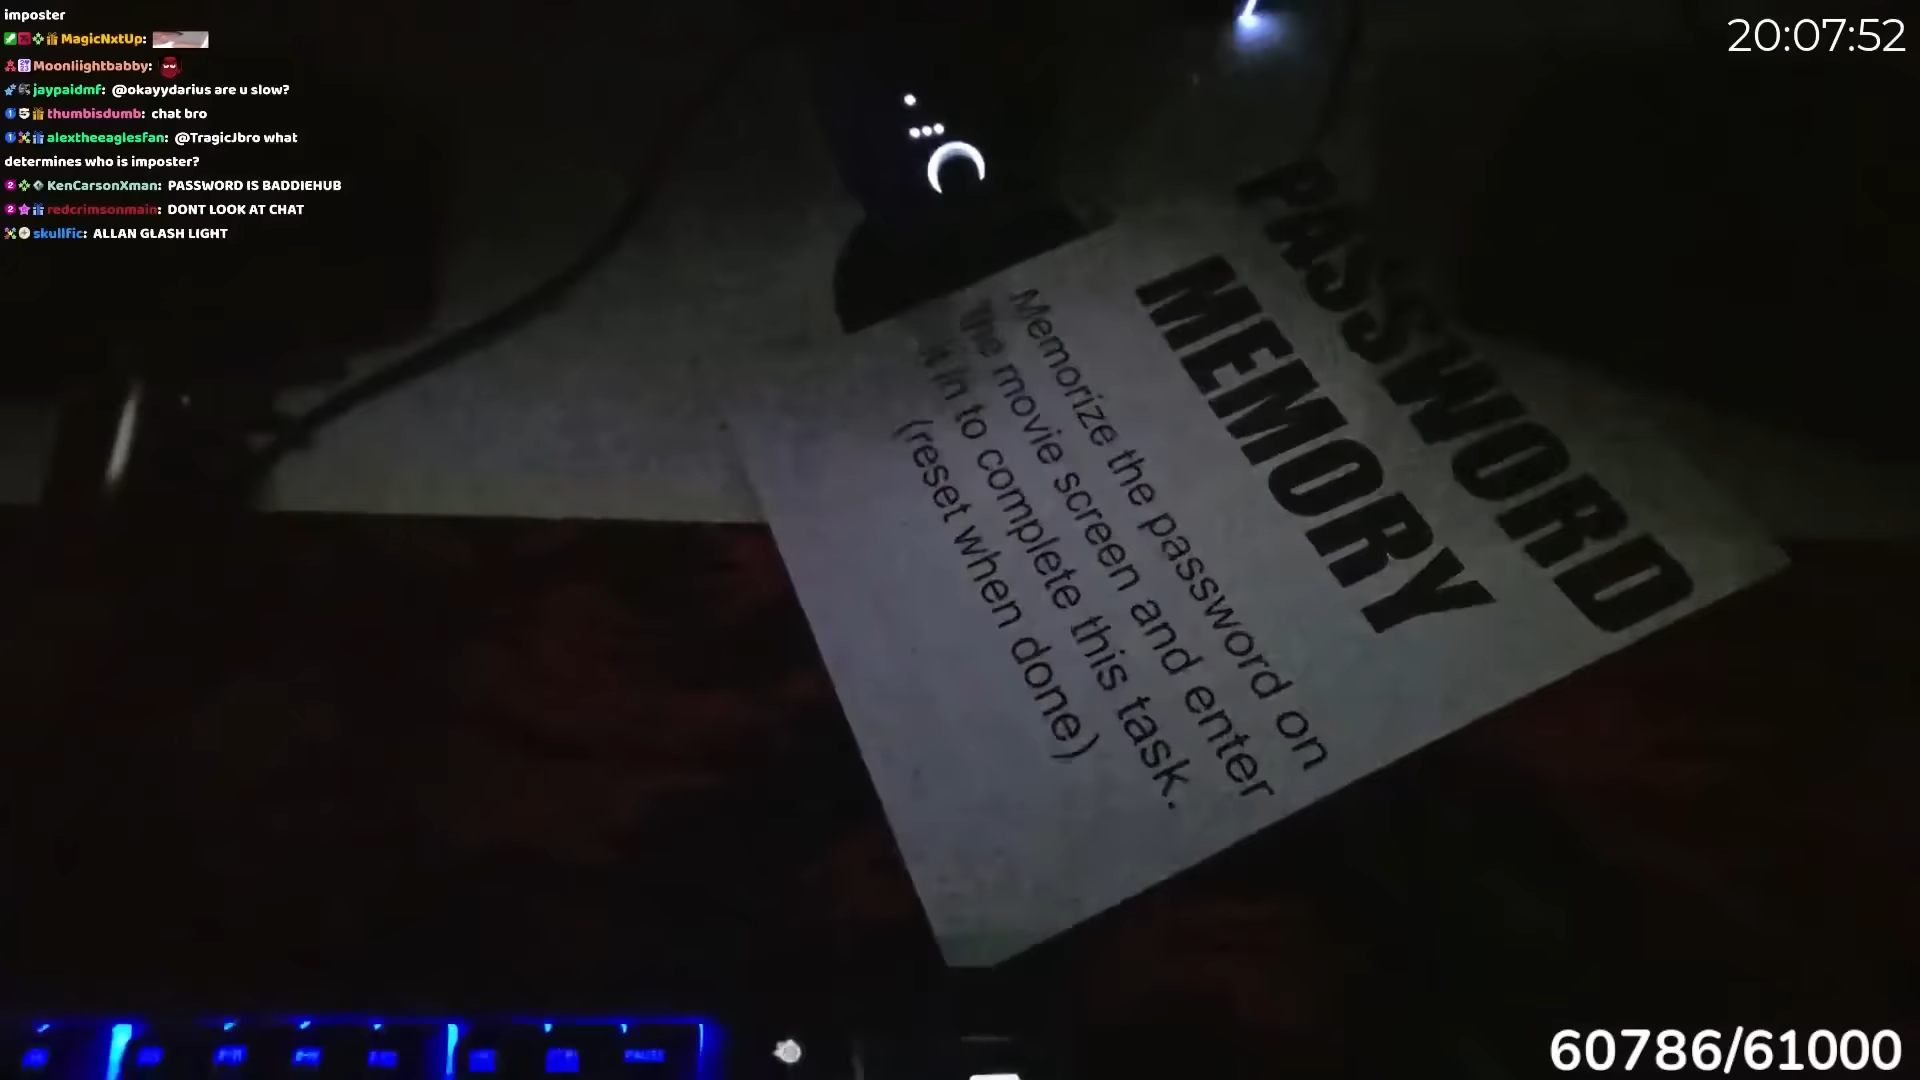 imposter
MagicNxtUp:
Moonliightbabby:
jaypaidmf: @okayydarius are u slow?
thumbisdumb: chat bro
alextheeaglesfan: @TragicJbro what
determines who is imposter?
KenCarsonXman: PASSWORD IS BADDIEHUB
redcrimsonmain: DONT LOOK AT CHAT
skullfic: ALLAN GLASH LIGHT
20:07:52
PASSWORD
MEMORY
Memorize the password on
the movie screen and enter
it in to complete this task.
(reset when done)
PAUSE
60786/61000